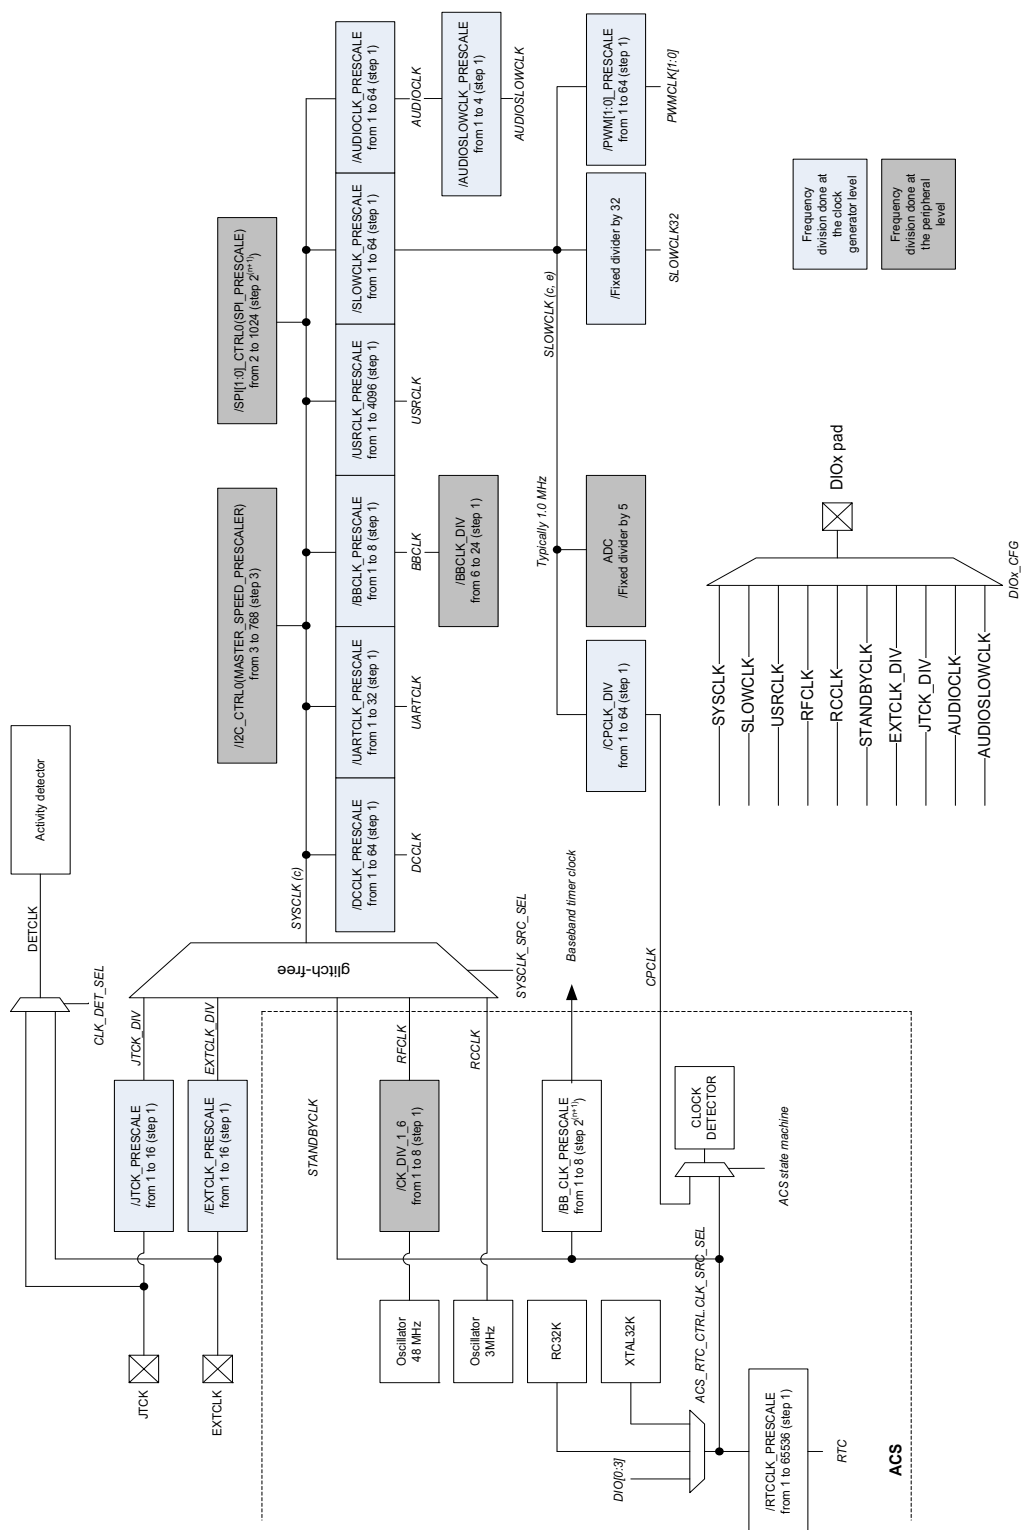 JTCK
EXTCLK
/JTCK_PRESCALE
from 1 to 16 (step 1)
/EXTCLK_PRESCALE
from 1 to 16 (step 1)
JTCK_DIV
EXTCLK_DIV
CLK_DET_SEL
DETCLK
Activity detector
glitch-free
SYSCLK_SRC_SEL
STANDBYCLK
RFCLK
RCCLK
/CK_DIV_1_6
from 1 to 8 (step 1)
Oscillator
48 MHz
Oscillator
3MHz
RC32K
XTAL32K
DIO[0:3]
ACS_RTC_CTRL.CLK_SRC_SEL
/RTCCLK_PRESCALE
from 1 to 65536 (step 1)
RTC
ACS
/BB_CLK_PRESCALE
from 1 to 8 (step 2(n+1))
Baseband timer clock
CLOCK
DETECTOR
ACS state machine
CPCLK
SYSCLK (c)
/I2C_CTRL0(MASTER_SPEED_PRESCALER)
from 3 to 768 (step 3)
/SPI[1:0]_CTRL0(SPI_PRESCALE)
from 2 to 1024 (step 2(n+1))
/DCCLK_PRESCALE
from 1 to 64 (step 1)
/UARTCLK_PRESCALE
from 1 to 32 (step 1)
/BBCLK_PRESCALE
from 1 to 8 (step 1)
/USRCLK_PRESCALE
from 1 to 4096 (step 1)
/SLOWCLK_PRESCALE
from 1 to 64 (step 1)
/AUDIOCLK_PRESCALE
from 1 to 64 (step 1)
DCCLK
UARTCLK
BBCLK
USRCLK
AUDIOCLK
/BBCLK_DIV
from 6 to 24 (step 1)
/AUDIOSLOWCLK_PRESCALE
from 1 to 4 (step 1)
AUDIOSLOWCLK
Typically 1.0 MHz
SLOWCLK (c, e)
/CPCLK_DIV
from 1 to 64 (step 1)
ADC
/Fixed divider by 5
/Fixed divider by 32
/PWM[1:0]_PRESCALE
from 1 to 64 (step 1)
SLOWCLK32
PWMCLK[1:0]
SYSCLK
SLOWCLK
USRCLK
RFCLK
RCCLK
STANDBYCLK
EXTCLK_DIV
JTCK_DIV
AUDIOCLK
AUDIOSLOWCLK
DIOx pad
DIOx_CFG
Frequency
division done at
the clock
generator level
Frequency
division done at
the peripheral
level